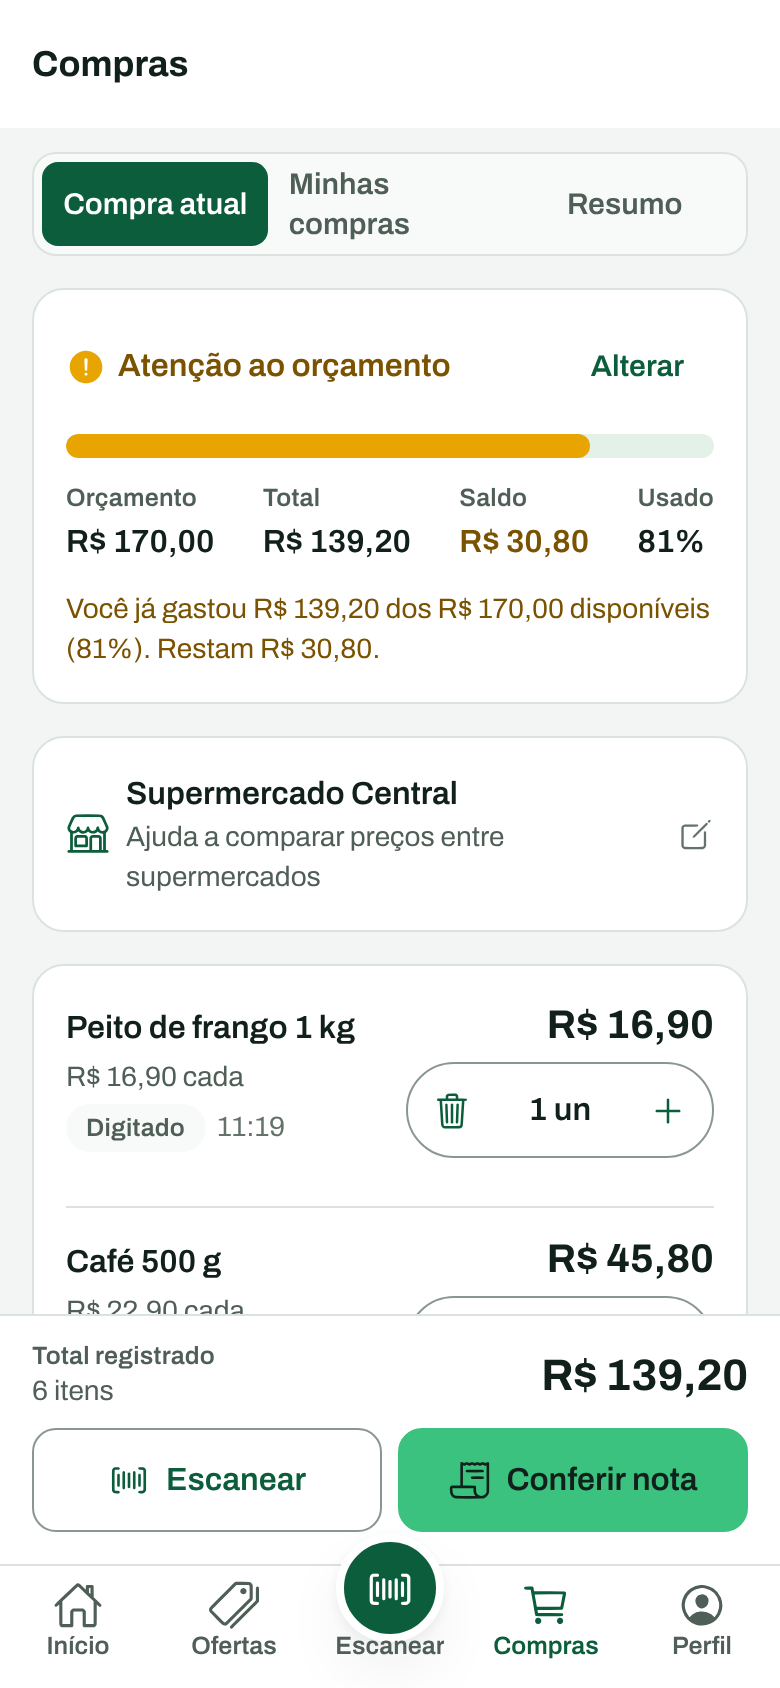 Compras
Compra atual
Minhas
compras
Resumo
Atenção ao orçamento
Alterar
Orçamento Total Saldo Usado
R$ 170,00 R$ 139,20 R$ 30,80 81%
Você já gastou R$ 139,20 dos R$ 170,00 disponíveis
(81%). Restam R$ 30,80.
Supermercado Central
Ajuda a comparar preços entre
supermercados
Peito de frango 1 kg R$ 16,90
R$ 16,90 cada
Digitado 11:19
1 un
Café 500 g R$ 45,80
R$ 22,90 cada
Total registrado
6 itens
R$ 139,20
Escanear
Conferir nota
Início Ofertas Escanear Compras Perfil